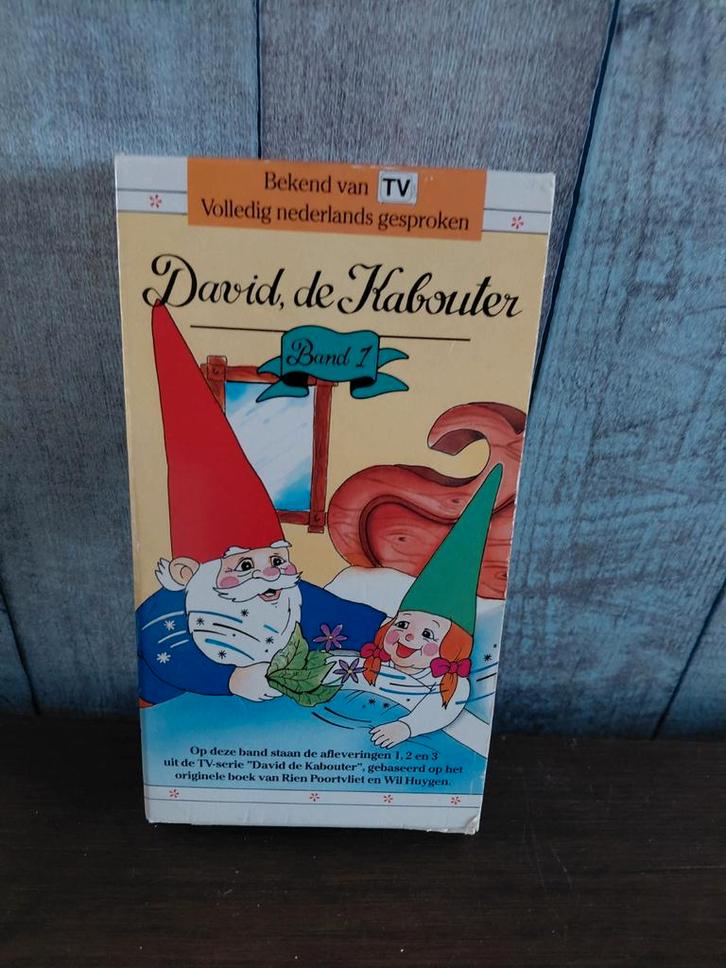 Bekend van TV
Volledig nederlands gesproken
David, de Kabouter
Band 1
Op deze band staan de afleveringen 1, 2 en 3
uit de TV-serie "David de Kabouter", gebaseerd op het
originele boek van Rien Poortvliet en Wil Huygen.